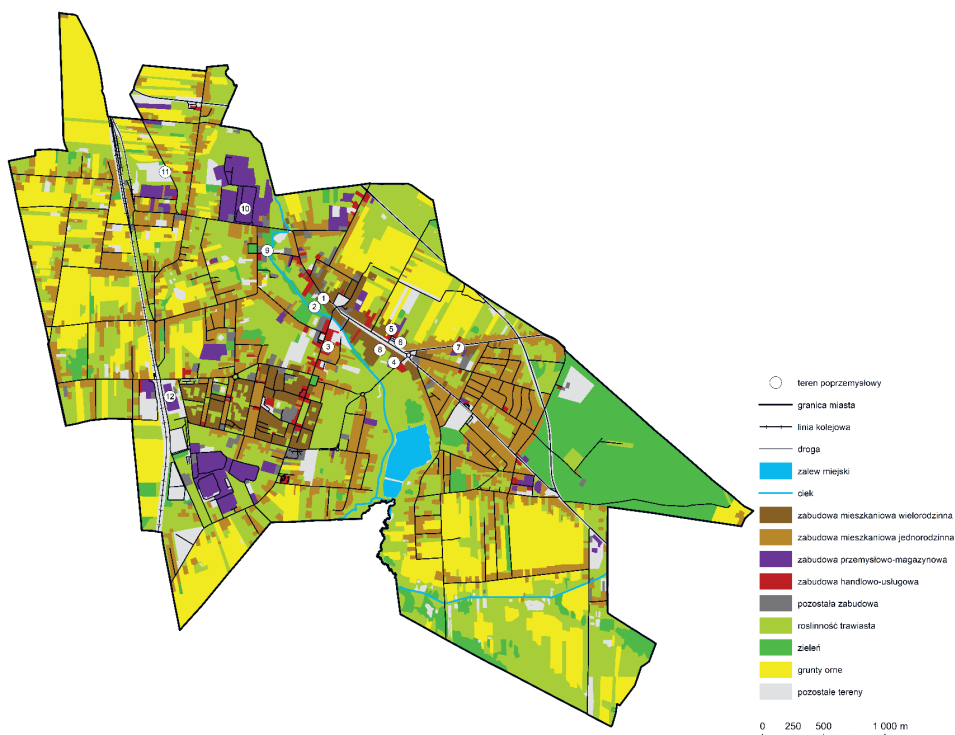 11
10
9
1
2
5
3
8
6
7
4
12
teren poprzemysłowy
granica miasta
linia kolejowa
droga
zalew miejski
ciek
zabudowa mieszkaniowa wielorodzinna
zabudowa mieszkaniowa jednorodzinna
zabudowa przemysłowo-magazynowa
zabudowa handlowo-usługowa
pozostała zabudowa
roślinność trawiasta
zieleń
grunty orne
pozostałe tereny
0 250 500 1 000 m